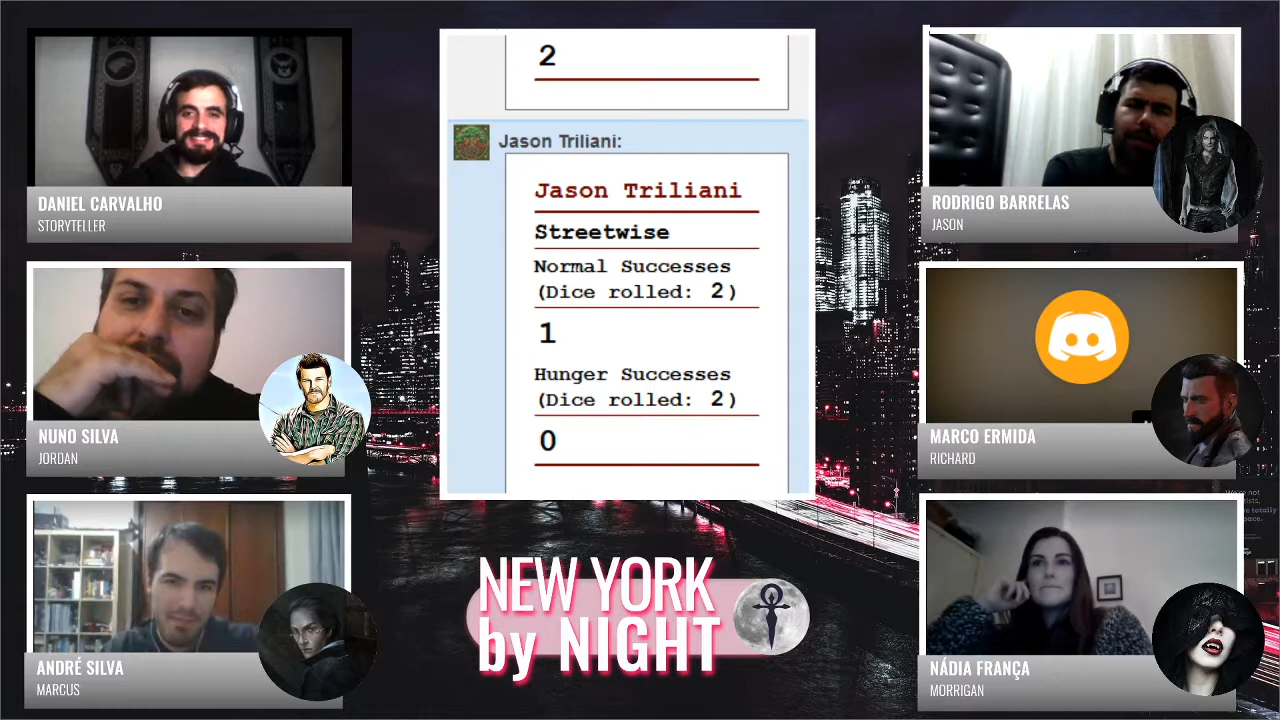 DANIEL CARVALHO
STORYTELLER
NUNO SILVA
JORDAN
ANDRÉ SILVA
MARCUS
2
Jason Triliani:
Jason Triliani
Streetwise
Normal Successes
(Dice rolled: 2)
1
Hunger Successes
(Dice rolled: 2)
0
NEW YORK
by NIGHT
RODRIGO BARRELAS
JASON
MARCO ERMIDA
RICHARD
NÁDIA FRANÇA
MORRIGAN